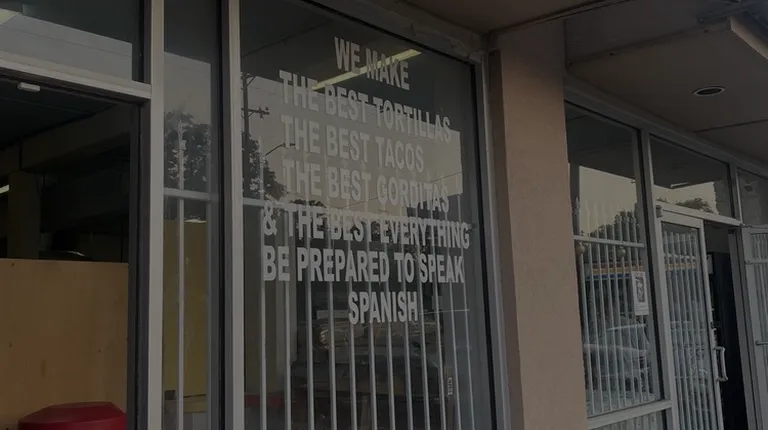 WE MAKE
THE BEST TORTILLAS
THE BEST TACOS
THE BEST GORDITAS
& THE BEST EVERYTHING
BE PREPARED TO SPEAK
SPANISH